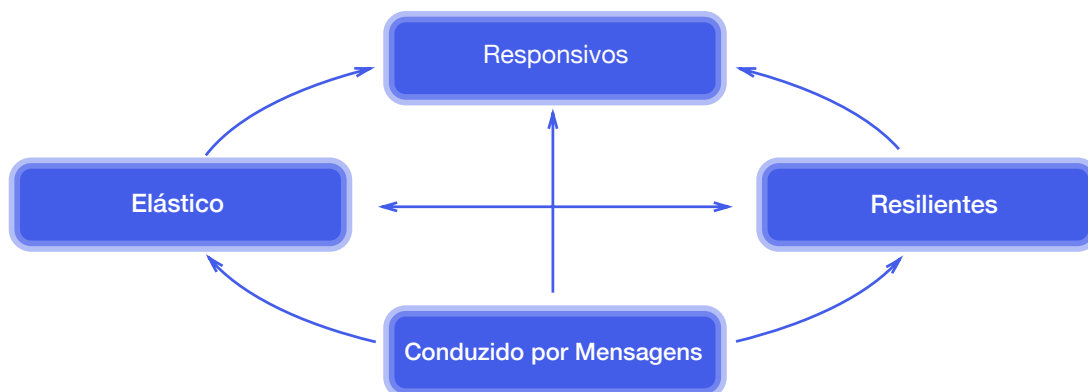 Responsivos
Elástico
Resilientes
Conduzido por Mensagens